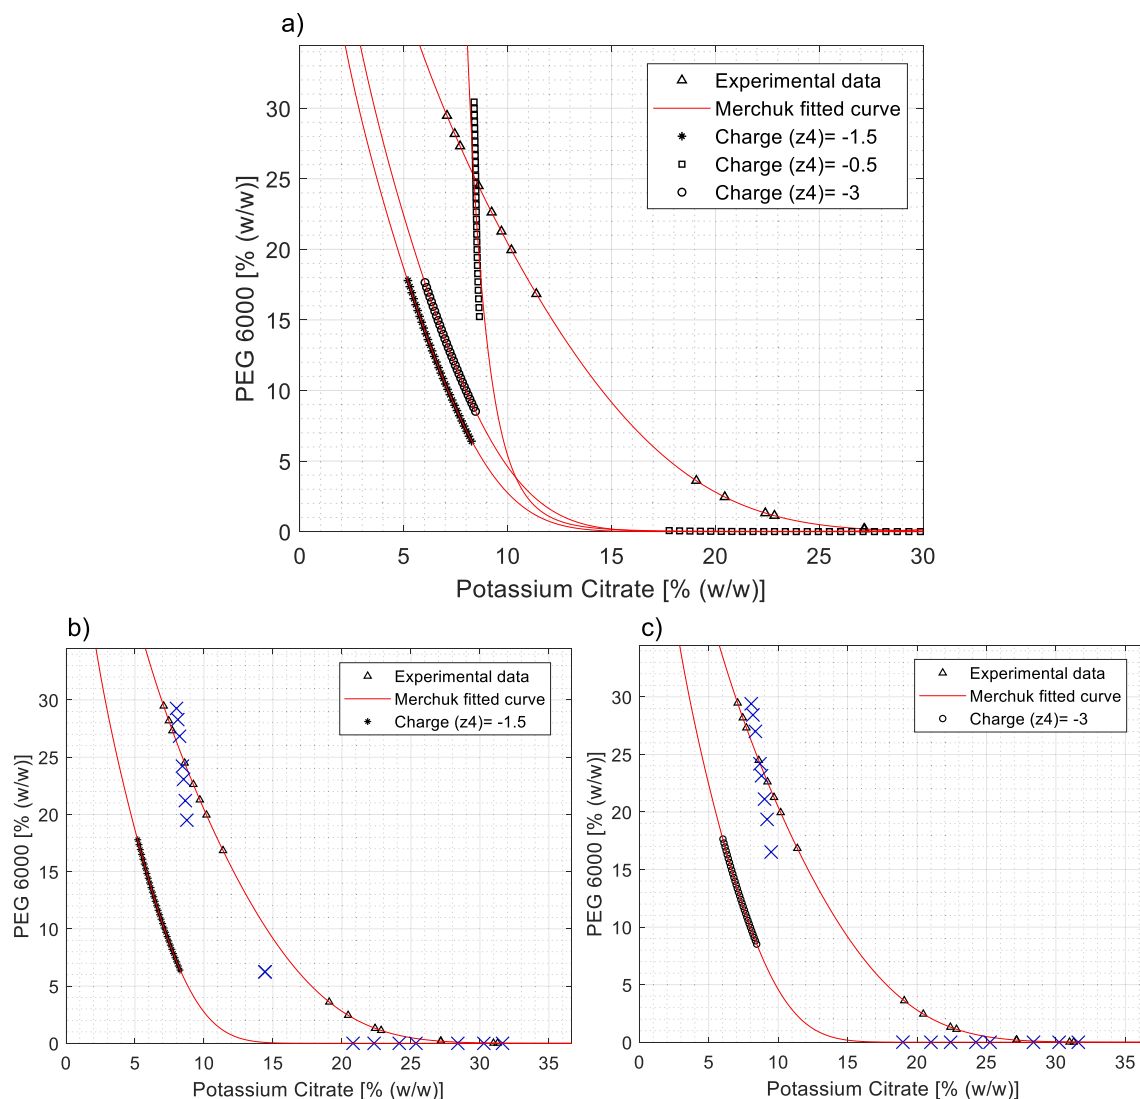 a)
PEG 6000 [% (w/w)]
30
25
20
15
10
5
0
0 5 10 15 20 25 30
Potassium Citrate [% (w/w)]
Experimental data
Merchuk fitted curve
Charge (z4)= -1.5
Charge (z4)= -0.5
Charge (z4)= -3
b)
PEG 6000 [% (w/w)]
30
25
20
15
10
5
0
0 5 10 15 20 25 30 35
Potassium Citrate [% (w/w)]
Experimental data
Merchuk fitted curve
Charge (z4)= -1.5
c)
PEG 6000 [% (w/w)]
30
25
20
15
10
5
0
0 5 10 15 20 25 30 35
Potassium Citrate [% (w/w)]
Experimental data
Merchuk fitted curve
Charge (z4)= -3